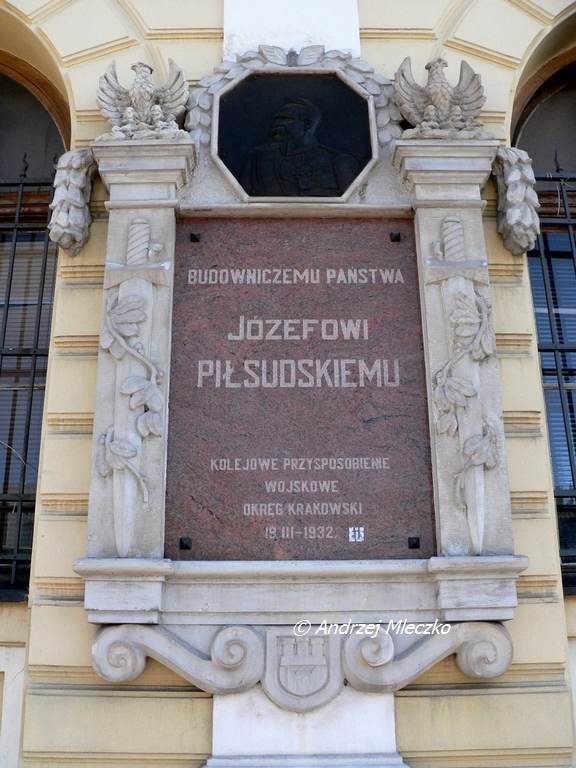 BUDOWNICZEMU PAŃSTWA
JÓZEFOWI
PIŁSUDSKIEMU
KOLEJOWE PRZYSPOSOBIENIE
WOJSKOWE
OKRĘG KRAKOWSKI
19 III-1932.
© Andrzej Mleczko